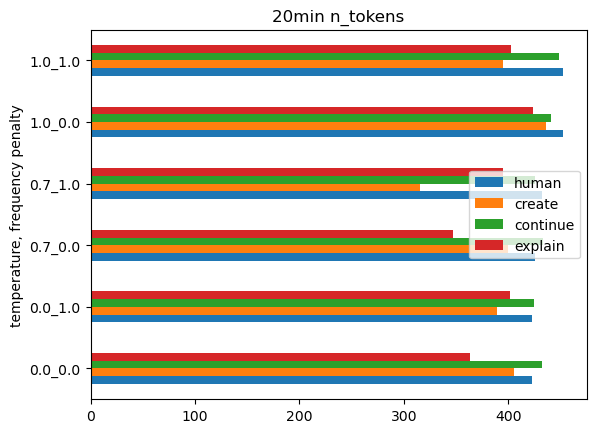 20min n_tokens
temperature, frequency penalty
1.0_1.0
1.0_0.0
0.7_1.0
0.7_0.0
0.0_1.0
0.0_0.0
human
create
continue
explain
0 100 200 300 400